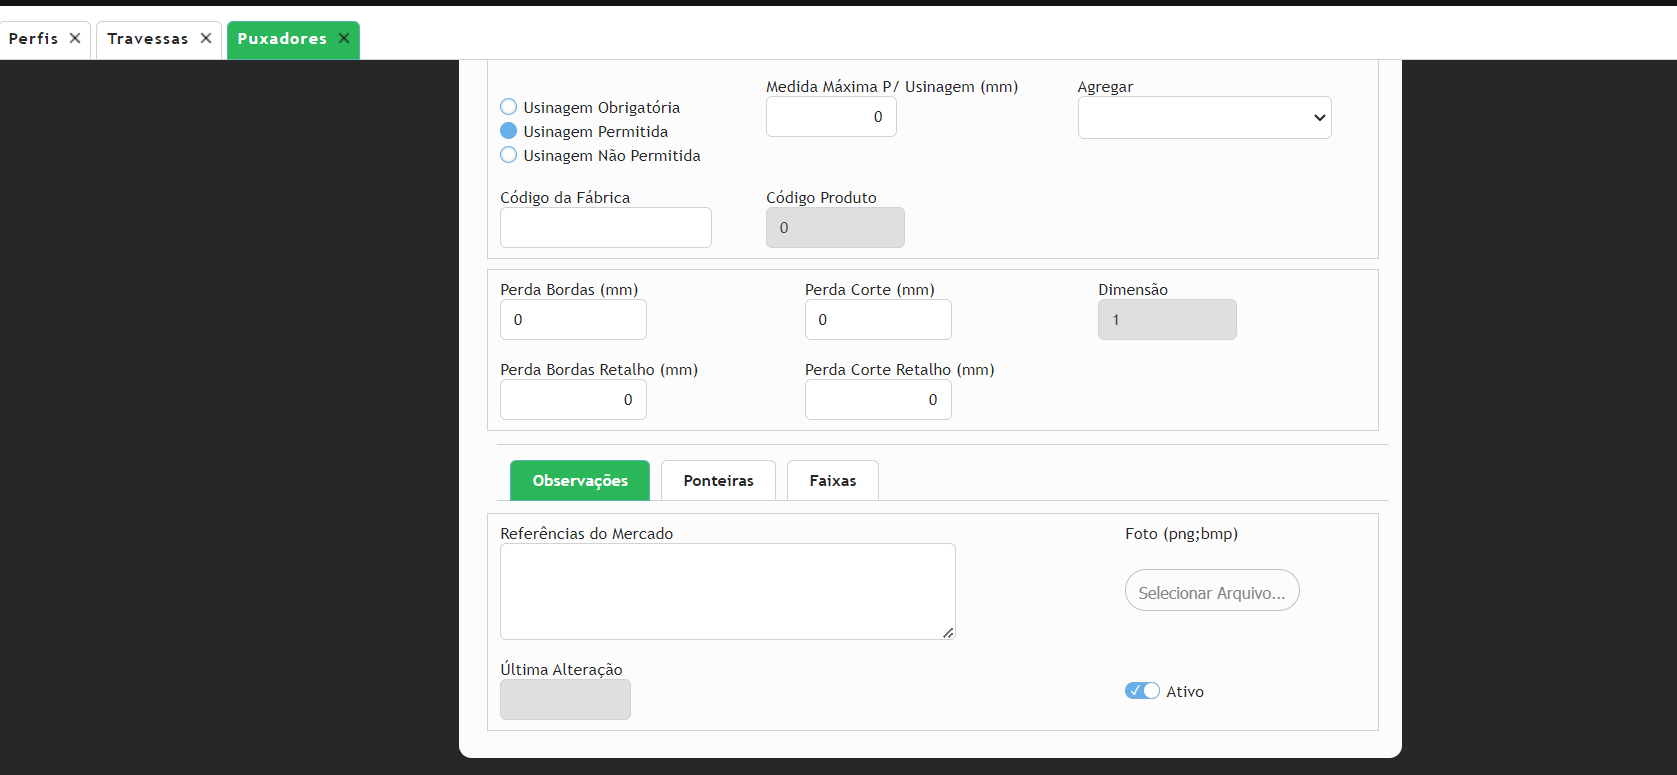 Perfis Travessas Puxadores
Medida Máxima P/ Usinagem (mm) Agregar
Usinagem Obrigatória 0
Usinagem Permitida
Usinagem Não Permitida
Código da Fábrica Código Produto
0
Perda Bordas (mm) Perda Corte (mm) Dimensão
0 0 1
Perda Bordas Retalho (mm) Perda Corte Retalho (mm)
0 0
Observações Ponteiras Faixas
Referências do Mercado Foto (png;bmp)
Selecionar Arquivo...
Última Alteração
Ativo